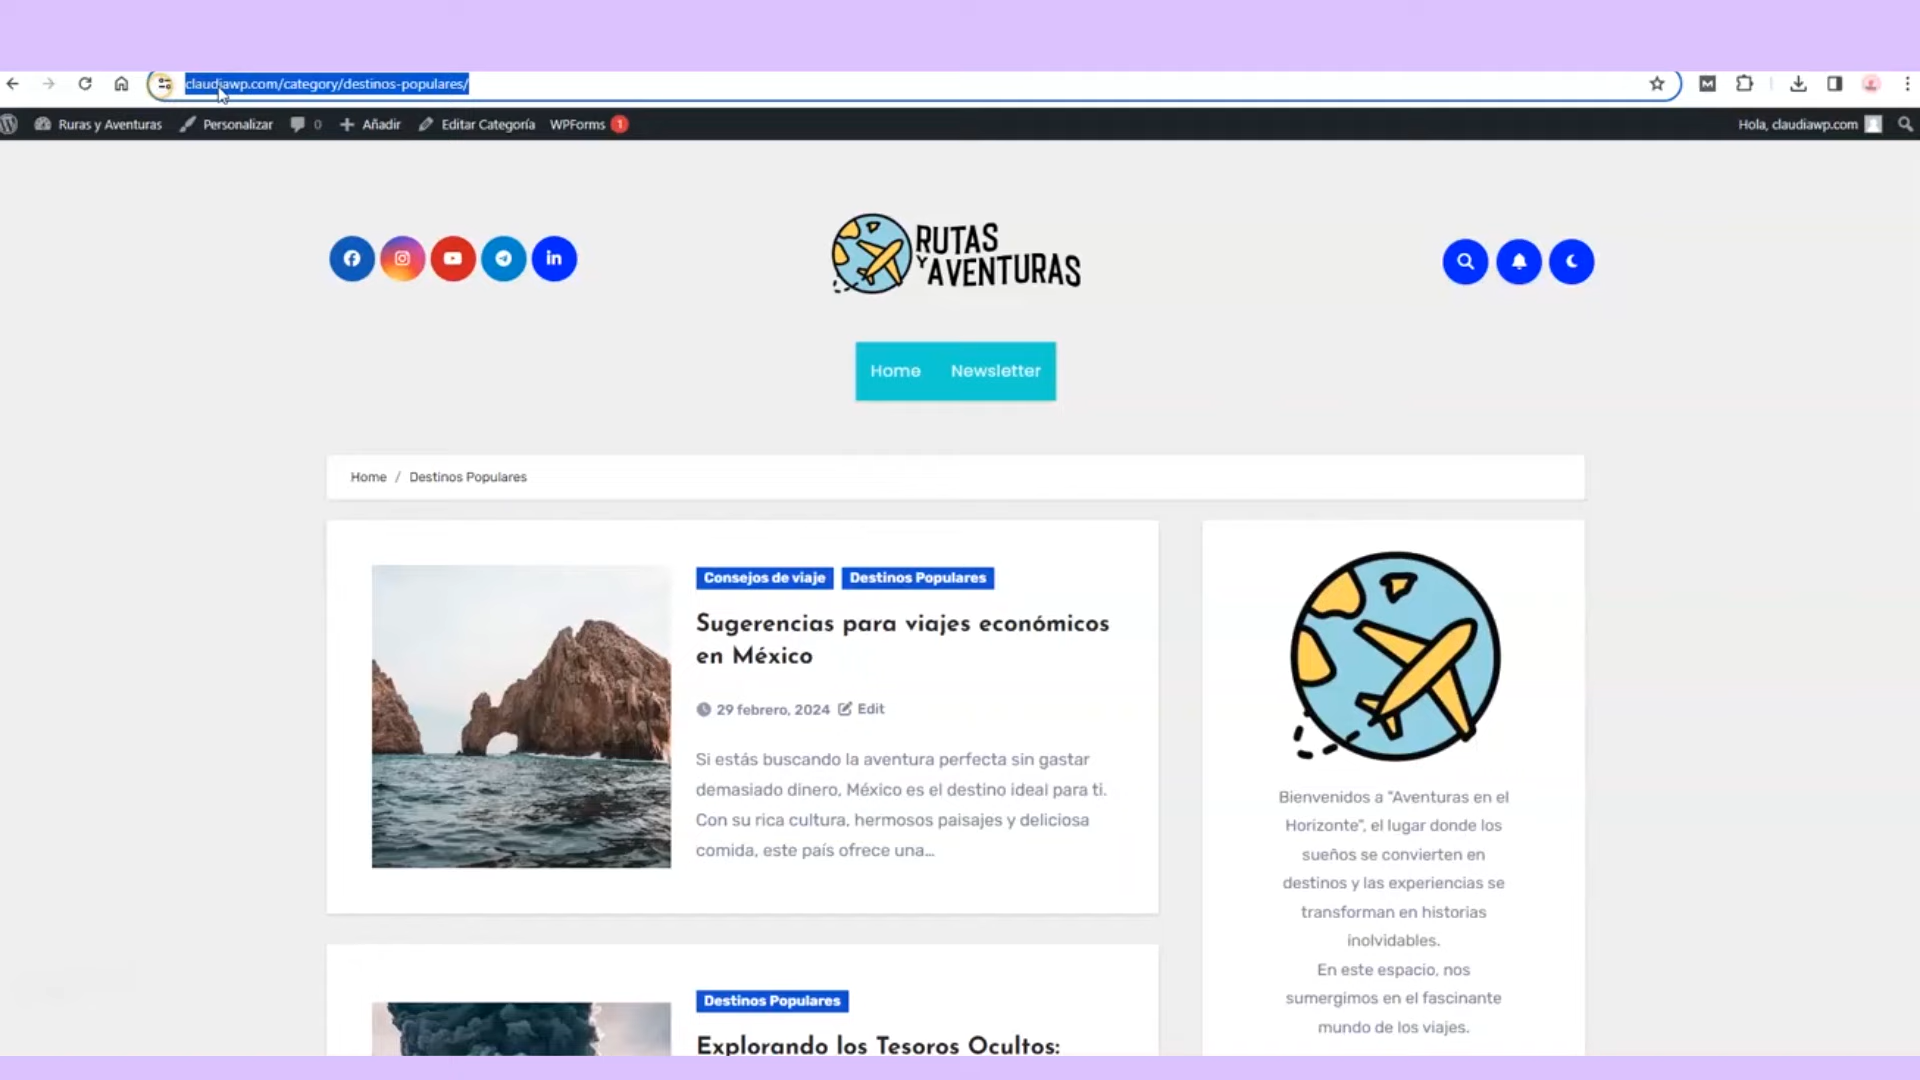 claudiawp.com/category/destinos-populares/
Ruras y Aventuras
Personalizar
0
Añadir
Editar Categoría
WPForms 1
Hola, claudiawp.com
RUTAS
Y AVENTURAS
Home
Newsletter
Home / Destinos Populares
Consejos de viaje
Destinos Populares
Sugerencias para viajes económicos
en México
29 febrero, 2024
Edit
Si estás buscando la aventura perfecta sin gastar
demasiado dinero, México es el destino ideal para ti.
Con su rica cultura, hermosos paisajes y deliciosa
comida, este país ofrece una…
Destinos Populares
Explorando los Tesoros Ocultos:
Bienvenidos a "Aventuras en el
Horizonte", el lugar donde los
sueños se convierten en
destinos y las experiencias se
transforman en historias
inolvidables.
En este espacio, nos
sumergimos en el fascinante
mundo de los viajes.